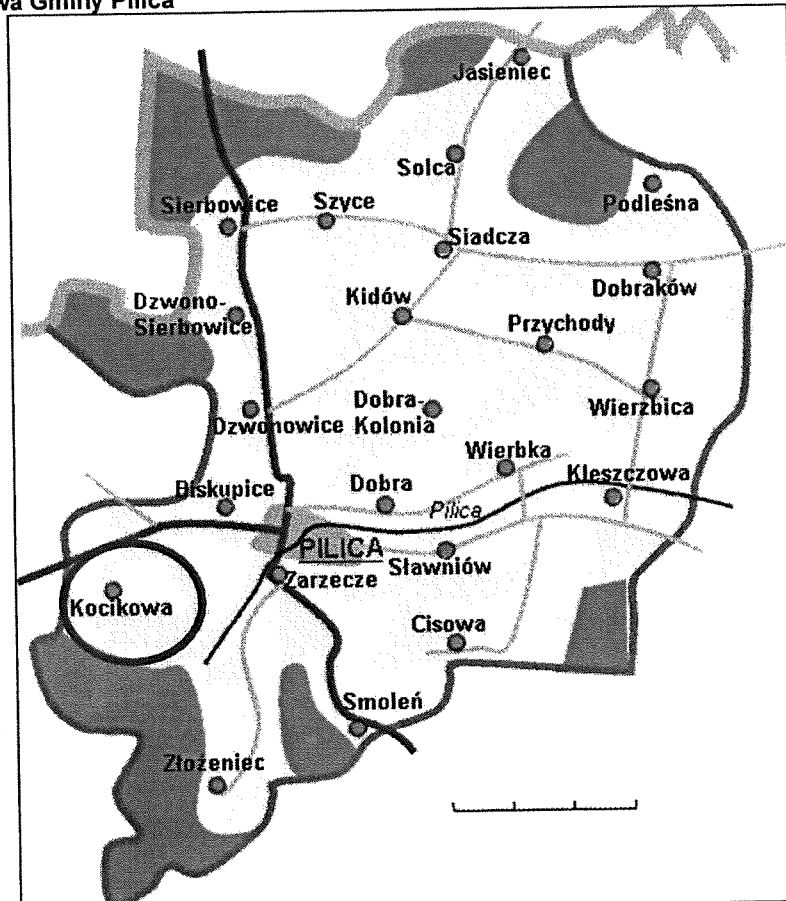 wa Gminy Pilica
Jasieniec
Solca
Podleśna
Sierbowice
Szyce
Siadcza
Dobraków
Dzwono-
Sierbowice
Kidów
Przychody
Dzwonowice
Dobra-
Kolonia
Wierzbica
Wierbka
Kleszczowa
Biskupice
Dobra
Pilica
PILICA
Sławniów
Zarzecze
Kocikowa
Cisowa
Smoleń
Złożeniec